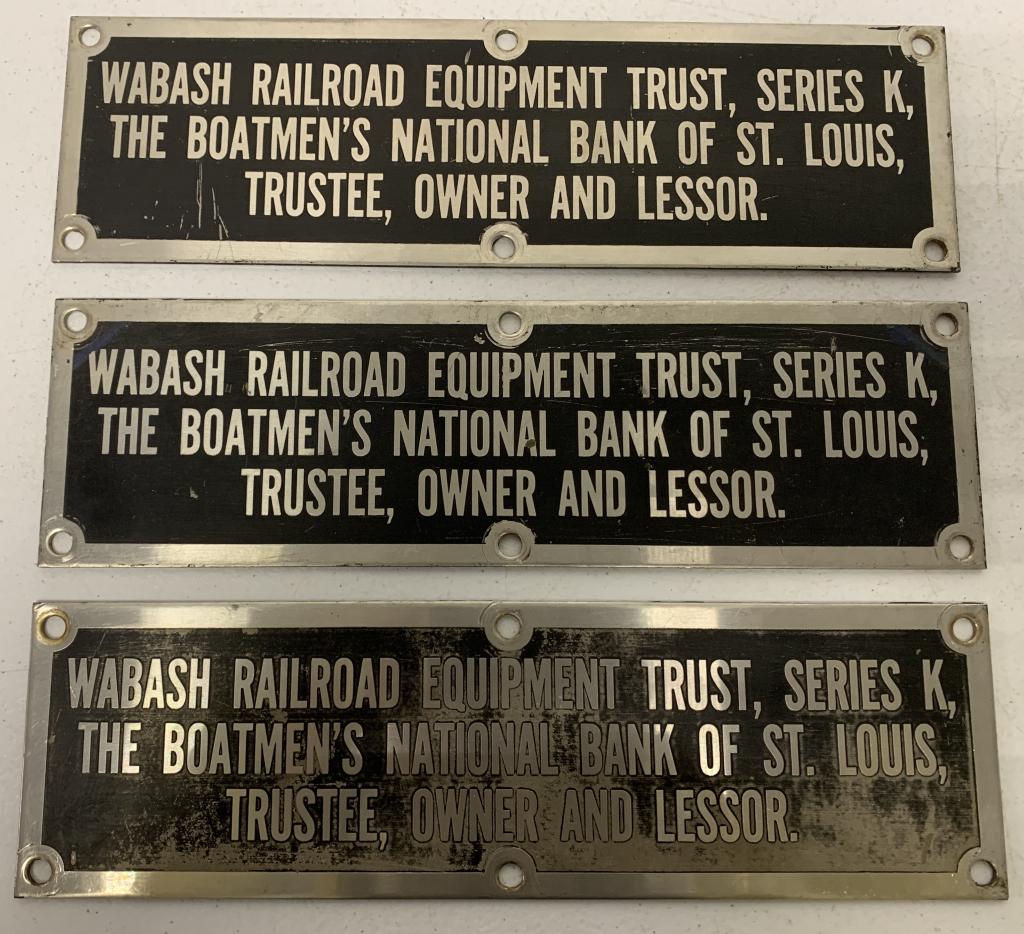 WABASH RAILROAD EQUIPMENT TRUST, SERIES K,
THE BOATMEN'S NATIONAL BANK OF ST. LOUIS,
TRUSTEE, OWNER AND LESSOR.
WABASH RAILROAD EQUIPMENT TRUST, SERIES K,
THE BOATMEN'S NATIONAL BANK OF ST. LOUIS,
TRUSTEE, OWNER AND LESSOR.
WABASH RAILROAD EQUIPMENT TRUST, SERIES K,
THE BOATMEN'S NATIONAL BANK OF ST. LOUIS,
TRUSTEE, OWNER AND LESSOR.